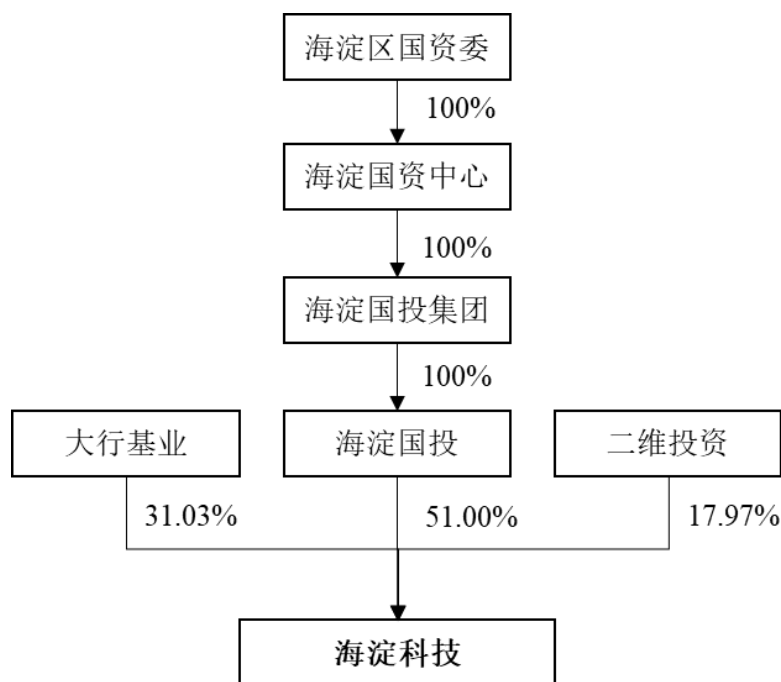 海淀区国资委
100%
海淀国资中心
100%
海淀国投集团
100%
大行基业
海淀国投
二维投资
31.03%
51.00%
17.97%
海淀科技